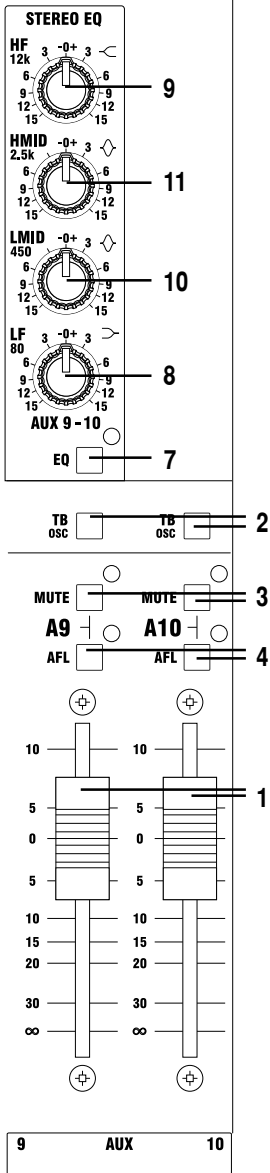 STEREO EQ
HF 3 -0+ 3
12k
6 6
9 9 9
12 12
15 15
HMID -0+ 3
2.5k
6 6
9 9 11
12 12
15 15
LMID -0+ 3
450
6 6
9 9 10
12 12
15 15
LF 3 -0+ 3
80
6 6
9 9 8
12 12
15 15
AUX 9-10
EQ 7
TB TB 2
OSC OSC
MUTE MUTE 3
A9 A10
AFL AFL 4
10 10
1
5 5
0 0
5 5
10 10
15 15
20 20
30 30
∞ ∞
9 AUX 10